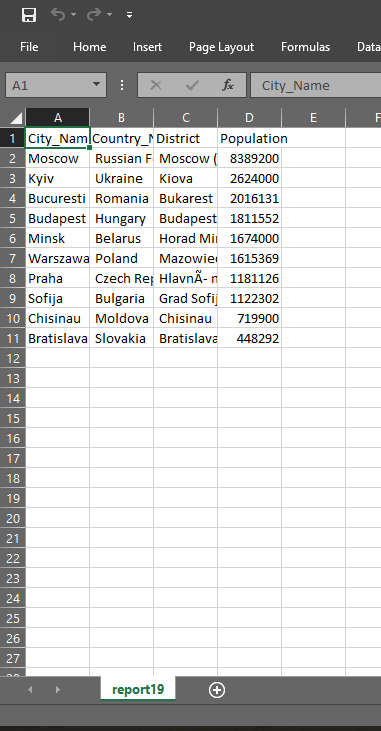 File Home Insert Page Layout Formulas Data
A1 fx City_Name
A B C D E F
1 City_Name Country_N District Population
2 Moscow Russian F Moscow ( 8389200
3 Kyiv Ukraine Kiova 2624000
4 Bucuresti Romania Bukarest 2016131
5 Budapest Hungary Budapest 1811552
6 Minsk Belarus Horad Mi 1674000
7 Warszawa Poland Mazowie 1615369
8 Praha Czech Rep HlavnÃ- m 1181126
9 Sofija Bulgaria Grad Sofij 1122302
10 Chisinau Moldova Chisinau 719900
11 Bratislava Slovakia Bratislava 448292
12
13
14
15
16
17
18
19
20
21
22
23
24
25
26
27
report19